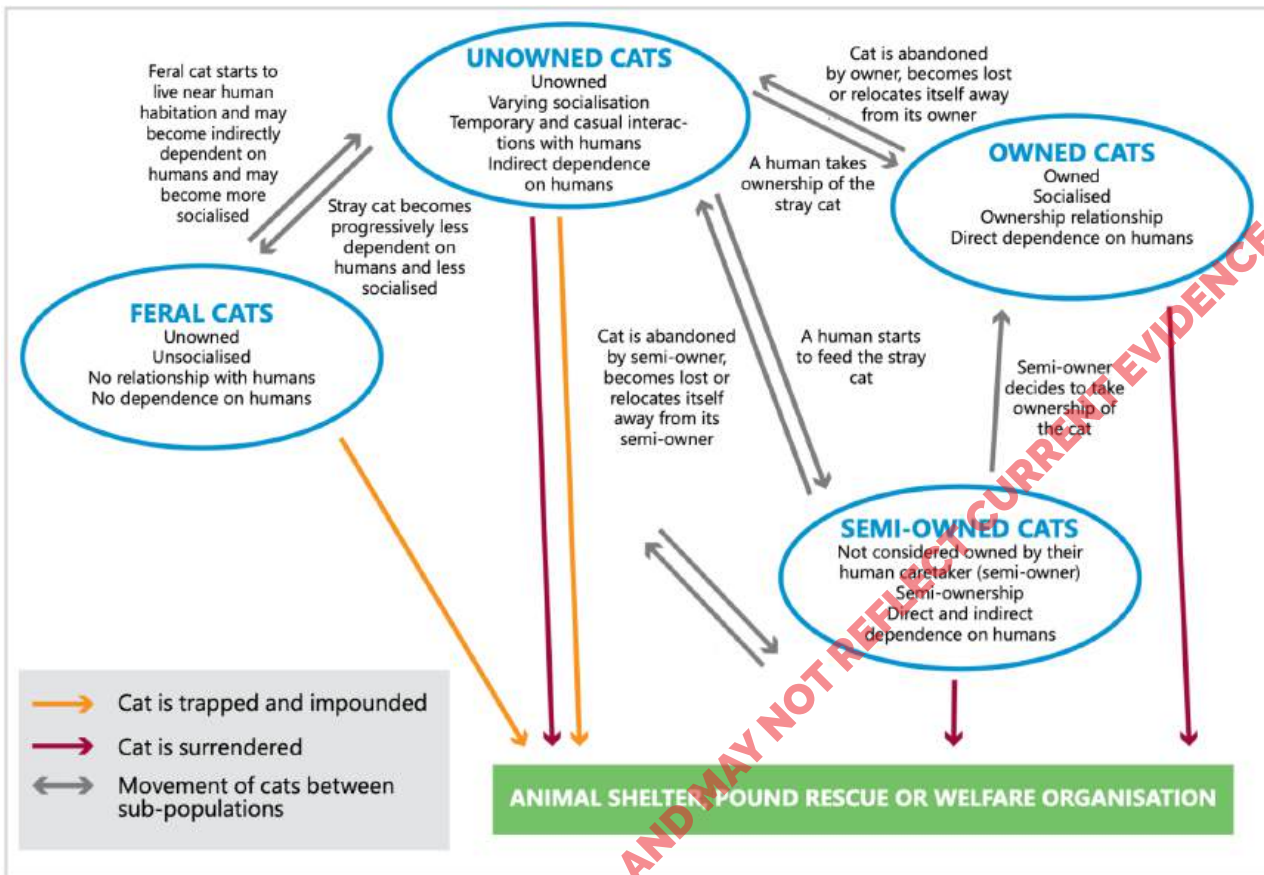 UNOWNED CATS
Unowned
Varying socialisation
Temporary and casual interac-
tions with humans
Indirect dependence
on humans
Feral cat starts to
live near human
habitation and may
become indirectly
dependent on
humans and may
become more
socialised
Stray cat becomes
progressively less
dependent on
humans and less
socialised
Cat is abandoned
by owner, becomes lost
or relocates itself away
from its owner
A human takes
ownership of the
stray cat
OWNED CATS
Owned
Socialised
Ownership relationship
Direct dependence on humans
FERAL CATS
Unowned
Unsocialised
No relationship with humans
No dependence on humans
Cat is abandoned
by semi-owner,
becomes lost or
relocates itself
away from its
semi-owner
A human starts
to feed the stray
cat
Semi-owner
decides to take
ownership of
the cat
SEMI-OWNED CATS
Not considered owned by their
human caretaker (semi-owner)
Semi-ownership
Direct and indirect
dependence on humans
Cat is trapped and impounded
Cat is surrendered
Movement of cats between
sub-populations
ANIMAL SHELTER, POUND RESCUE OR WELFARE ORGANISATION
AND MAY NOT REFLECT CURRENT EVIDENCE